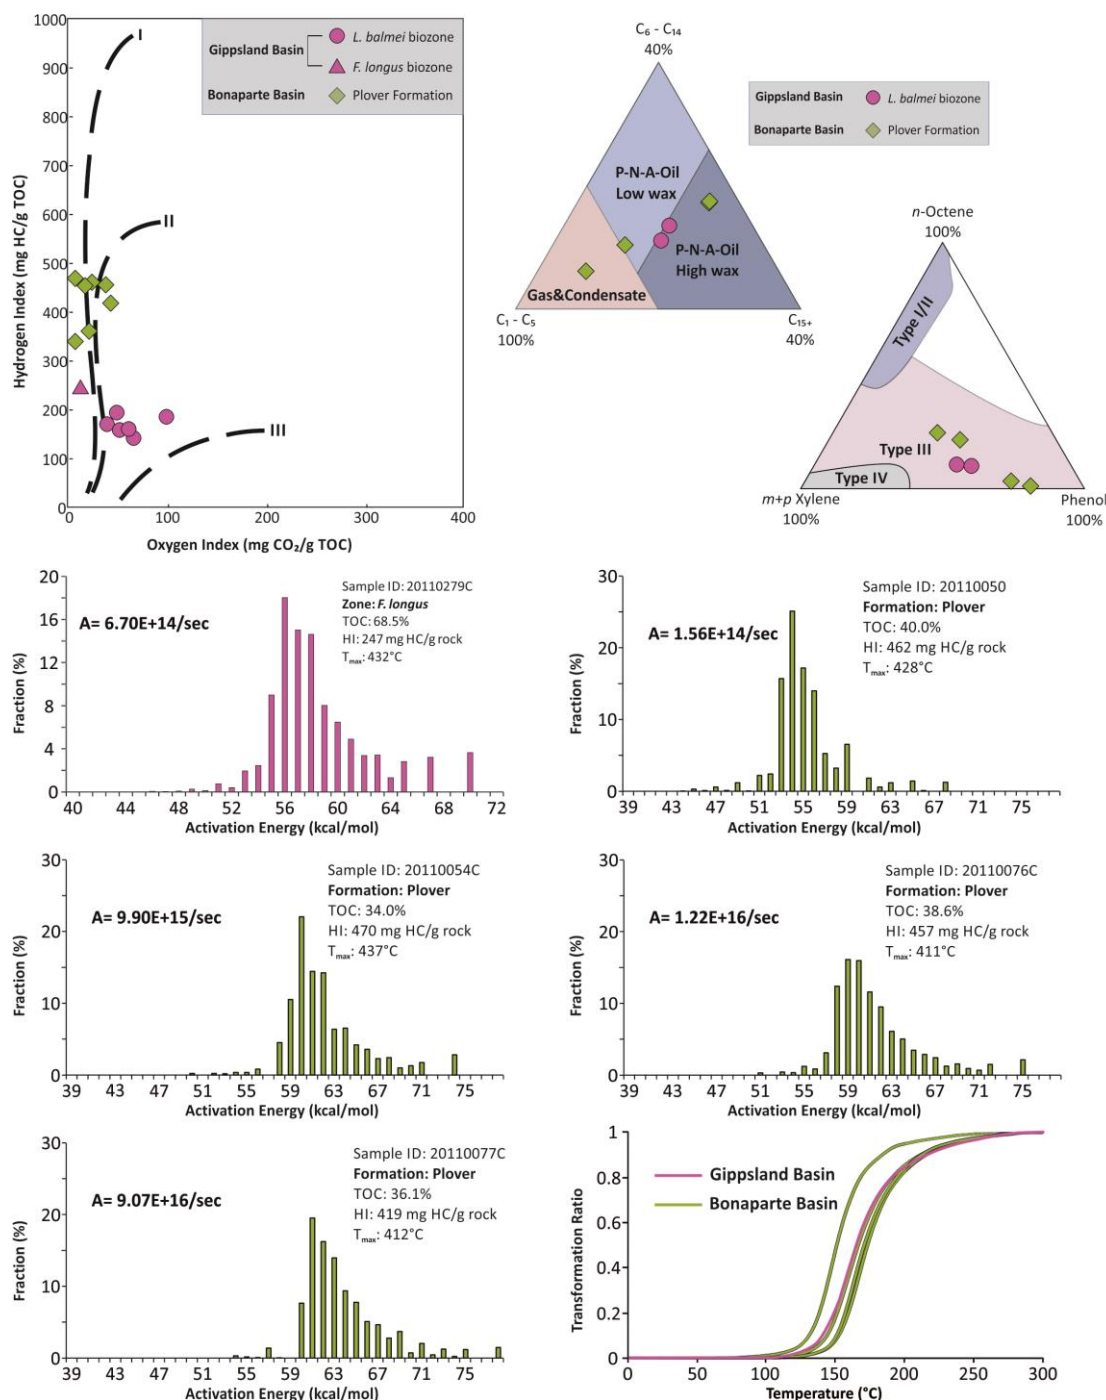 1000
900
800
700
600
500
400
300
200
100
0
Hydrogen Index (mg HC/g TOC)
I
II
III
Gippsland Basin
L. balmei biozone
F. longus biozone
Bonaparte Basin
Plover Formation
0
100
200
300
400
Oxygen Index (mg CO₂/g TOC)
C₆ - C₁₄
40%
P-N-A-Oil
Low wax
P-N-A-Oil
High wax
Gas&Condensate
C₁ - C₅
100%
C₁₅₊
40%
Gippsland Basin
L. balmei biozone
Bonaparte Basin
Plover Formation
n-Octene
100%
Type I/II
Type III
Type IV
m+p Xylene
100%
Phenol
100%
20
16
12
8
4
0
Fraction (%)
A= 6.70E+14/sec
Sample ID: 20110279C
Zone: F. longus
TOC: 68.5%
HI: 247 mg HC/g rock
Tmax: 432°C
40 44 48 52 56 60 64 68 72
Activation Energy (kcal/mol)
30
20
10
0
Fraction (%)
A= 1.56E+14/sec
Sample ID: 20110050
Formation: Plover
TOC: 40.0%
HI: 462 mg HC/g rock
Tmax: 428°C
39 43 47 51 55 59 63 67 71 75
Activation Energy (kcal/mol)
30
20
10
0
Fraction (%)
A= 9.90E+15/sec
Sample ID: 20110054C
Formation: Plover
TOC: 34.0%
HI: 470 mg HC/g rock
Tmax: 437°C
39 43 47 51 55 59 63 67 71 75
Activation Energy (kcal/mol)
30
20
10
0
Fraction (%)
A= 1.22E+16/sec
Sample ID: 20110076C
Formation: Plover
TOC: 38.6%
HI: 457 mg HC/g rock
Tmax: 411°C
39 43 47 51 55 59 63 67 71 75
Activation Energy (kcal/mol)
30
20
10
0
Fraction (%)
A= 9.07E+16/sec
Sample ID: 20110077C
Formation: Plover
TOC: 36.1%
HI: 419 mg HC/g rock
Tmax: 412°C
39 43 47 51 55 59 63 67 71 75
Activation Energy (kcal/mol)
1
0.8
0.6
0.4
0.2
0
Transformation Ratio
Gippsland Basin
Bonaparte Basin
0 50 100 150 200 250 300
Temperature (°C)